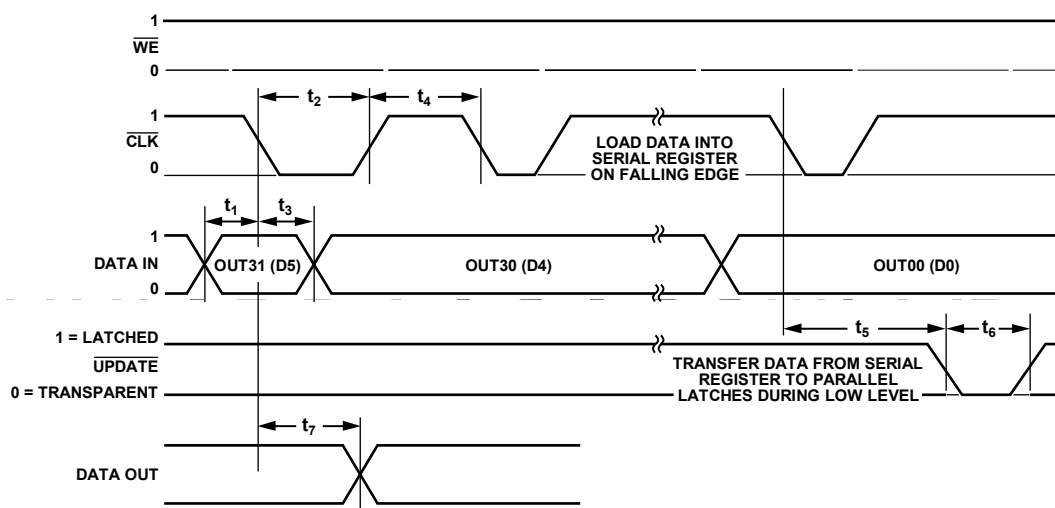 1
WE
0
t2
t4
1
CLK
0
LOAD DATA INTO
SERIAL REGISTER
ON FALLING EDGE
t1
t3
1
DATA IN
0
OUT31 (D5)
OUT30 (D4)
OUT00 (D0)
t5
t6
1 = LATCHED
UPDATE
0 = TRANSPARENT
TRANSFER DATA FROM SERIAL
REGISTER TO PARALLEL
LATCHES DURING LOW LEVEL
t7
DATA OUT